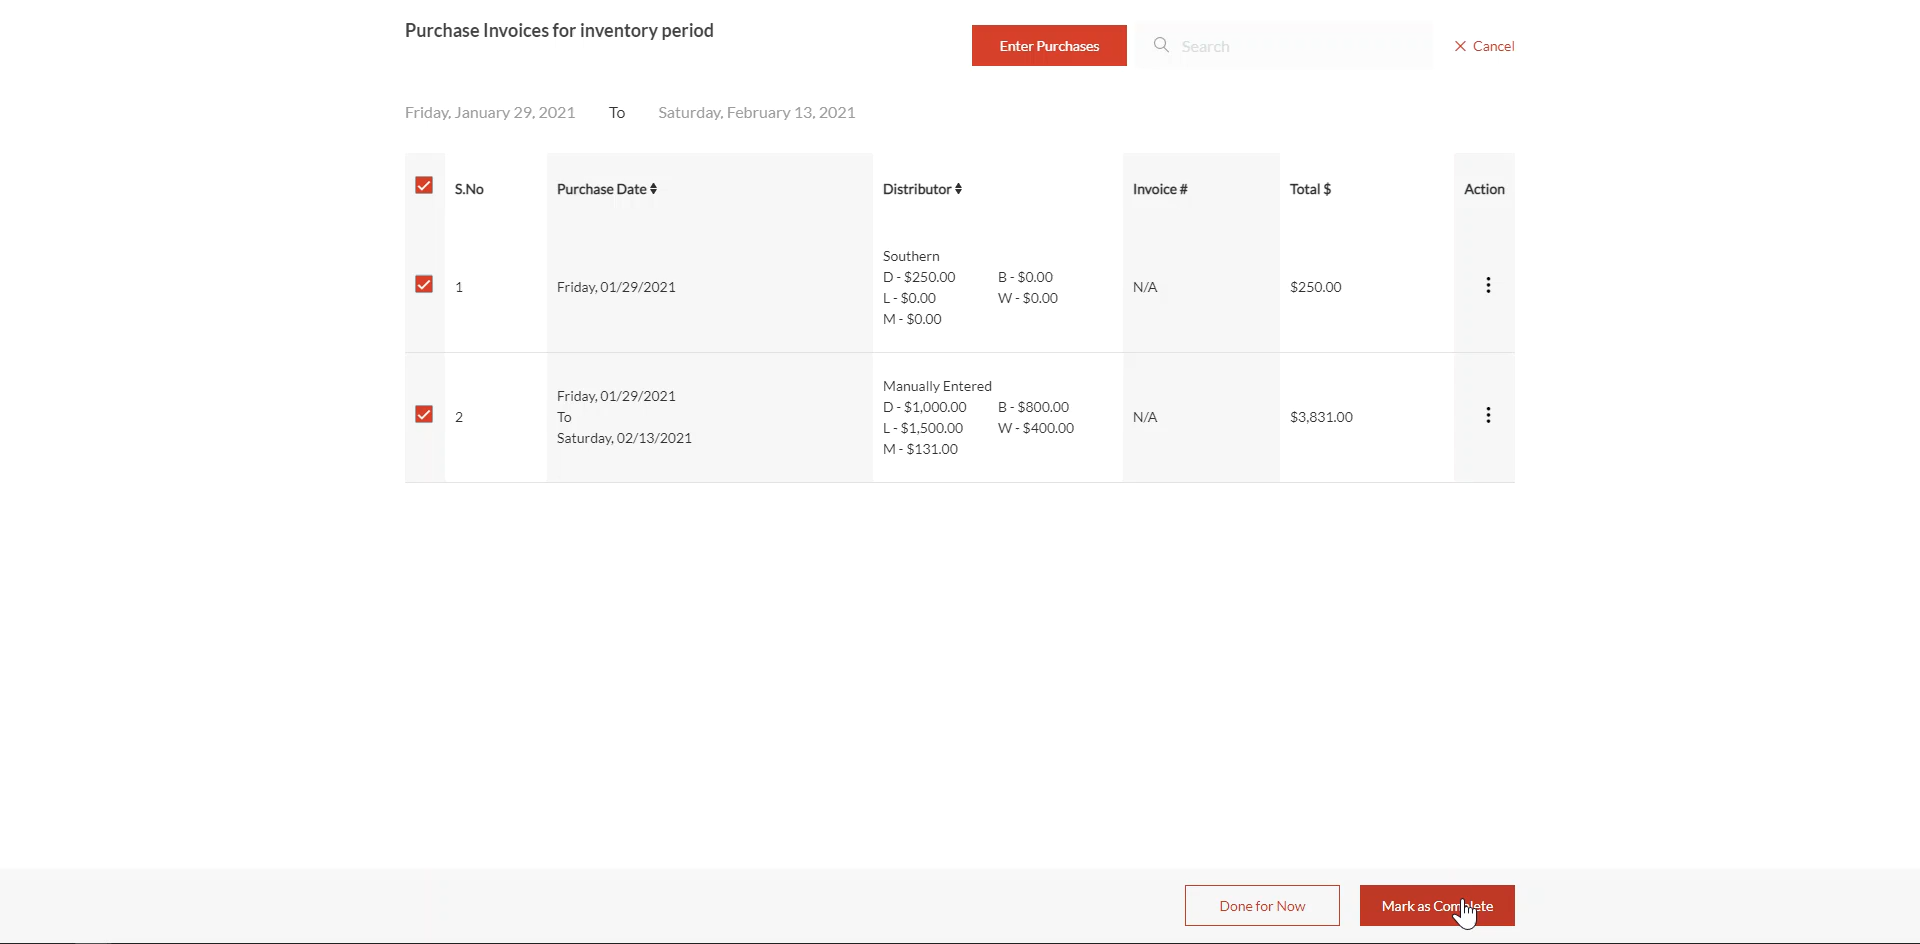 Purchase Invoices for inventory period
Enter Purchases
Search
Cancel
Friday, January 29, 2021 To Saturday, February 13, 2021
S.No Purchase Date Distributor Invoice # Total $ Action
Southern
D - $250.00 B - $0.00
1 Friday, 01/29/2021 N/A $250.00
L - $0.00 W - $0.00
M - $0.00
Manually Entered
Friday, 01/29/2021
D - $1,000.00 B - $800.00
2 To N/A $3,831.00
L - $1,500.00 W - $400.00
Saturday, 02/13/2021
M - $131.00
Done for Now
Mark as Complete